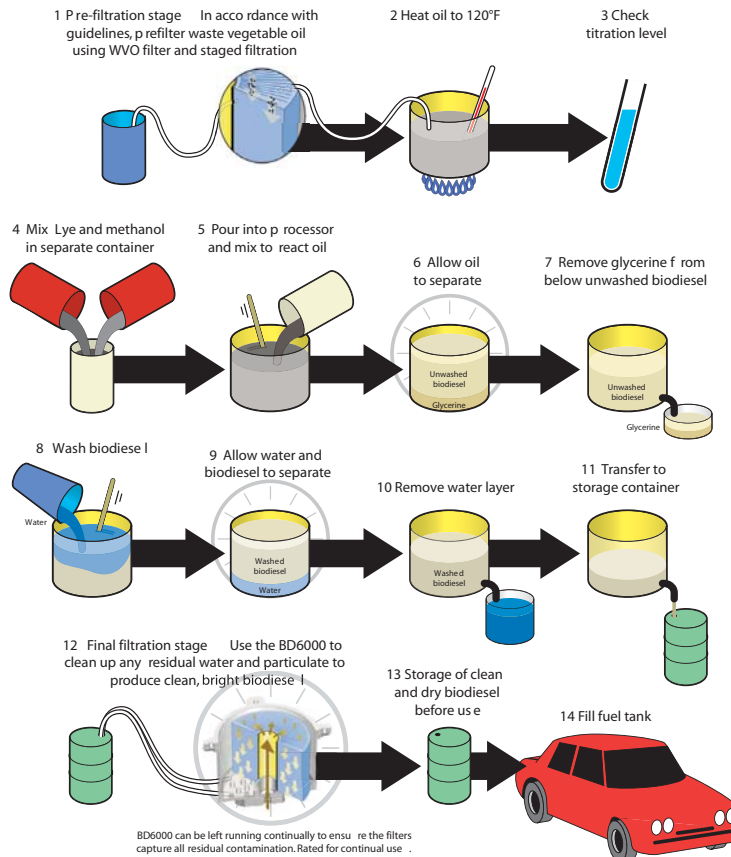 1 P re-filtration stage In acco rdance with
guidelines, p refilter waste vegetable oil
using WVO filter and staged filtration
2 Heat oil to 120°F
3 Check
titration level
4 Mix Lye and methanol
in separate container
5 Pour into p rocessor
and mix to react oil
6 Allow oil
to separate
7 Remove glycerine f rom
below unwashed biodiesel
Unwashed
biodiesel
Glycerine
Unwashed
biodiesel
Glycerine
8 Wash biodiese l
9 Allow water and
biodiesel to separate
10 Remove water layer
11 Transfer to
storage container
Water
Washed
biodiesel
Water
Washed
biodiesel
12 Final filtration stage Use the BD6000 to
clean up any residual water and particulate to
produce clean, bright biodiese l
13 Storage of clean
and dry biodiesel
before us e
14 Fill fuel tank
BD6000 can be left running continually to ensu re the filters
capture all residual contamination. Rated for continual use .